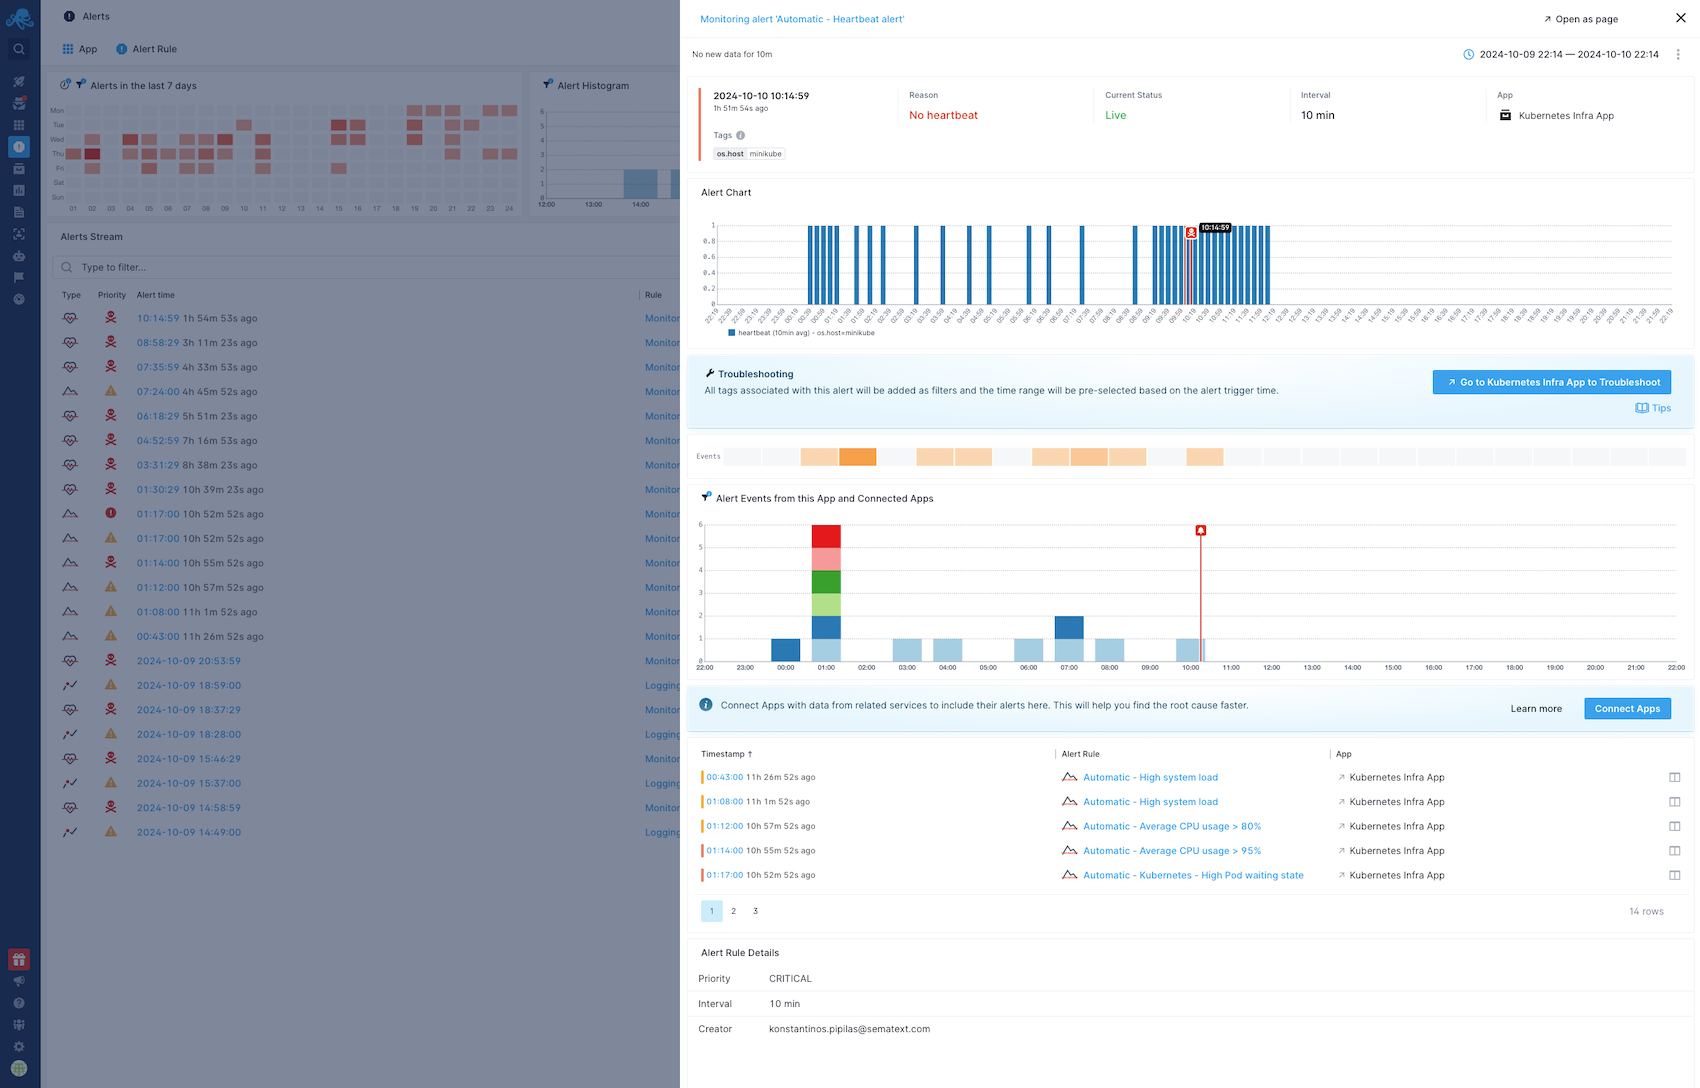 Alerts
App
Alert Rule
Alerts in the last 7 days
Mon
Tue
Wed
Thu
Fri
Sat
Sun
01 02 03 04 05 06 07 08 09 10 11 12 13 14 15 16 17 18 19 20 21 22 23 24
Alert Histogram
6
5
4
3
2
1
0
12:00 13:00 14:00
Alerts Stream
Type to filter...
Type Priority Alert time Rule
10:14:59 1h 54m 53s ago Monitor
08:58:29 3h 11m 23s ago Monitor
07:35:59 4h 33m 53s ago Monitor
07:24:00 4h 45m 52s ago Monitor
06:18:29 5h 51m 23s ago Monitor
04:52:59 7h 16m 53s ago Monitor
03:31:29 8h 38m 23s ago Monitor
01:30:29 10h 39m 23s ago Monitor
01:17:00 10h 52m 52s ago Monitor
01:17:00 10h 52m 52s ago Monitor
01:14:00 10h 55m 52s ago Monitor
01:12:00 10h 57m 52s ago Monitor
01:08:00 11h 1m 52s ago Monitor
00:43:00 11h 26m 52s ago Monitor
2024-10-09 20:53:59 Monitor
2024-10-09 18:59:00 Logging
2024-10-09 18:37:29 Monitor
2024-10-09 18:28:00 Logging
2024-10-09 15:46:29 Monitor
2024-10-09 15:37:00 Logging
2024-10-09 14:58:59 Monitor
2024-10-09 14:49:00 Logging
Monitoring alert 'Automatic - Heartbeat alert'
Open as page
No new data for 10m
2024-10-09 22:14 — 2024-10-10 22:14
2024-10-10 10:14:59
1h 51m 54s ago
Tags
os.host minikube
Reason
No heartbeat
Current Status
Live
Interval
10 min
App
Kubernetes Infra App
Alert Chart
1
0.8
0.6
0.4
0.2
0
10:14:59
heartbeat (10min avg) - os.host=minikube
Troubleshooting
All tags associated with this alert will be added as filters and the time range will be pre-selected based on the alert trigger time.
Go to Kubernetes Infra App to Troubleshoot
Tips
Events
Alert Events from this App and Connected Apps
6
5
4
3
2
1
0
22:00 23:00 00:00 01:00 02:00 03:00 04:00 05:00 06:00 07:00 08:00 09:00 10:00 11:00 12:00 13:00 14:00 15:00 16:00 17:00 18:00 19:00 20:00 21:00 22:00
Connect Apps with data from related services to include their alerts here. This will help you find the root cause faster.
Learn more
Connect Apps
Timestamp ↑ Alert Rule App
00:43:00 11h 26m 52s ago Automatic - High system load Kubernetes Infra App
01:08:00 11h 1m 52s ago Automatic - High system load Kubernetes Infra App
01:12:00 10h 57m 52s ago Automatic - Average CPU usage > 80% Kubernetes Infra App
01:14:00 10h 55m 52s ago Automatic - Average CPU usage > 95% Kubernetes Infra App
01:17:00 10h 52m 52s ago Automatic - Kubernetes - High Pod waiting state Kubernetes Infra App
1 2 3
14 rows
Alert Rule Details
Priority CRITICAL
Interval 10 min
Creator konstantinos.pipilas@sematext.com